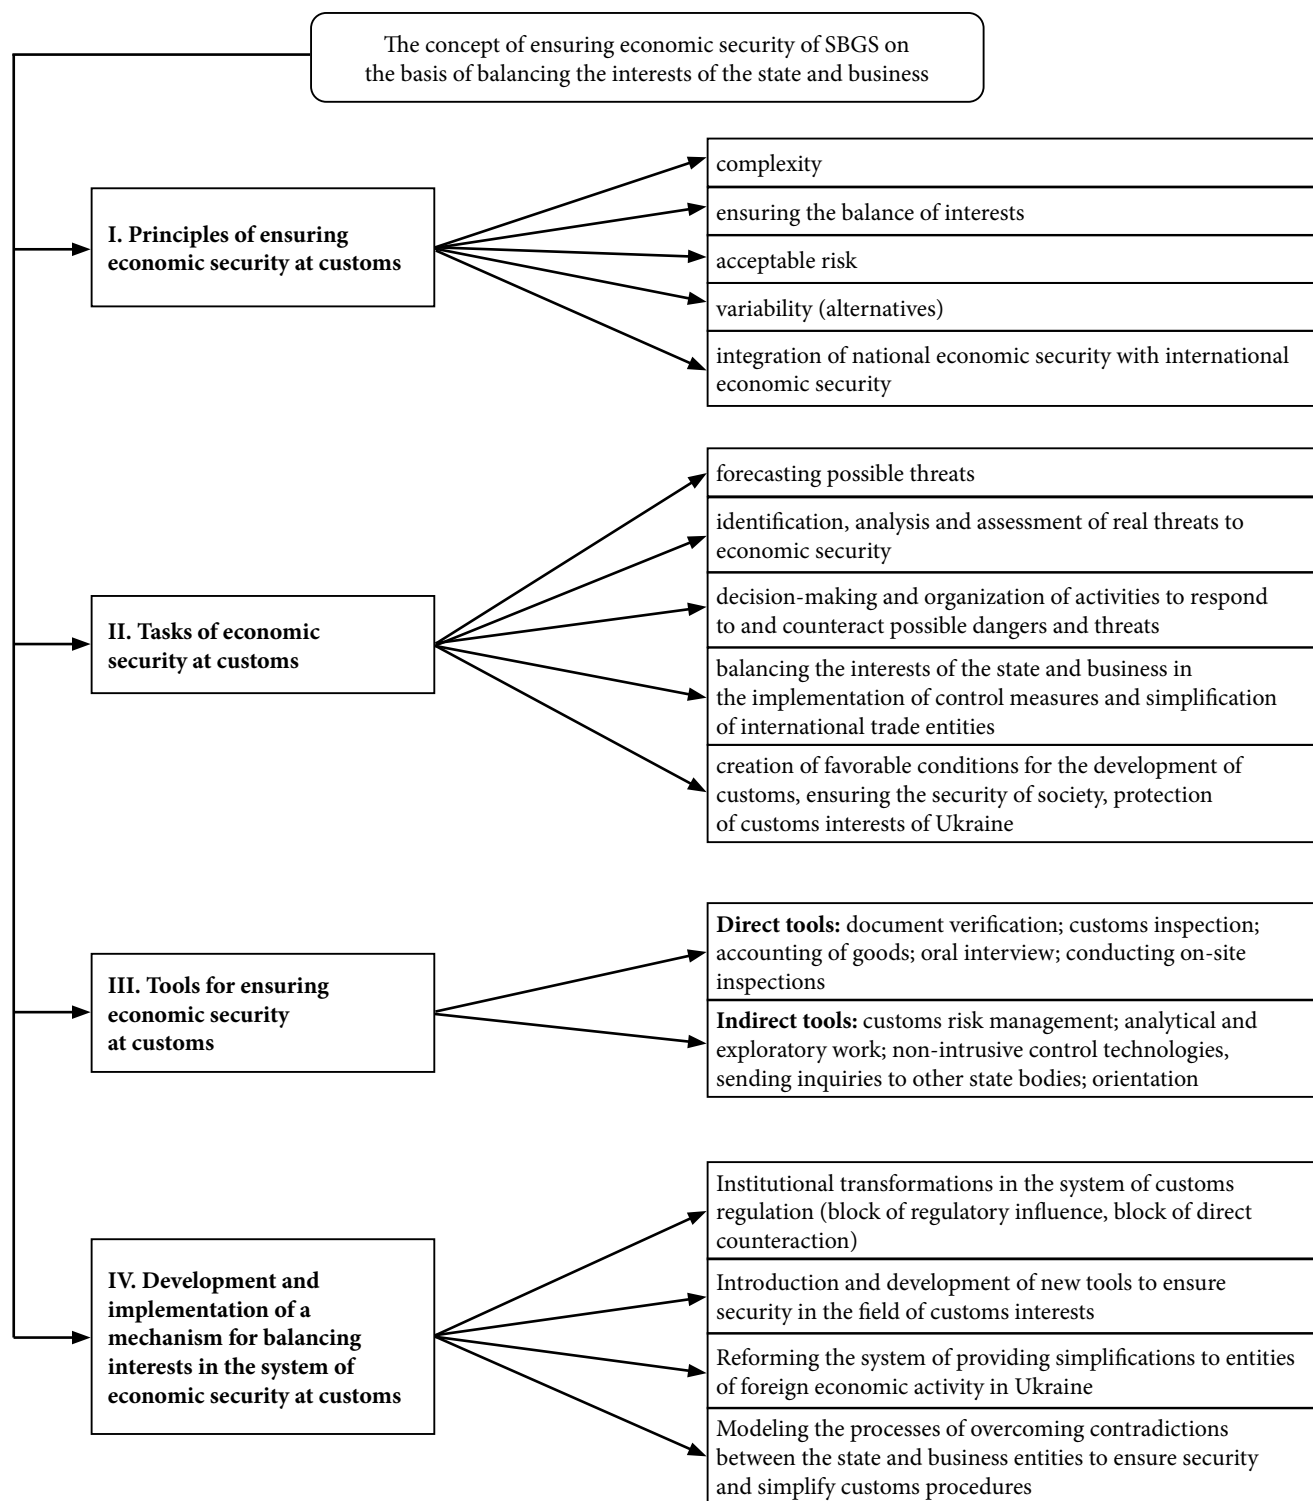 The concept of ensuring economic security of SBGS on
the basis of balancing the interests of the state and business
I. Principles of ensuring
economic security at customs
complexity
ensuring the balance of interests
acceptable risk
variability (alternatives)
integration of national economic security with international
economic security
II. Tasks of economic
security at customs
forecasting possible threats
identification, analysis and assessment of real threats to
economic security
decision-making and organization of activities to respond
to and counteract possible dangers and threats
balancing the interests of the state and business in
the implementation of control measures and simplification
of international trade entities
creation of favorable conditions for the development of
customs, ensuring the security of society, protection
of customs interests of Ukraine
III. Tools for ensuring
economic security
at customs
Direct tools: document verification; customs inspection;
accounting of goods; oral interview; conducting on-site
inspections
Indirect tools: customs risk management; analytical and
exploratory work; non-intrusive control technologies,
sending inquiries to other state bodies; orientation
IV. Development and
implementation of a
mechanism for balancing
interests in the system of
economic security at customs
Institutional transformations in the system of customs
regulation (block of regulatory influence, block of direct
counteraction)
Introduction and development of new tools to ensure
security in the field of customs interests
Reforming the system of providing simplifications to entities
of foreign economic activity in Ukraine
Modeling the processes of overcoming contradictions
between the state and business entities to ensure security
and simplify customs procedures